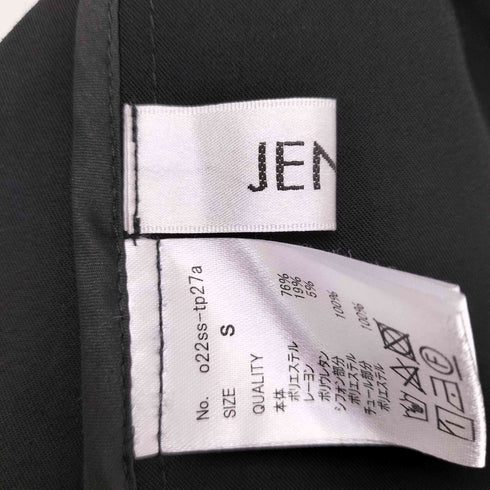 JEN
No. o22ss-tp27a
SIZE S
QUALITY
本体
ポリエステル 76%
レーヨン 19%
ポリウレタン 5%
シフォン部分
ポリエステル 100%
チュール部分
ポリエステル 100%